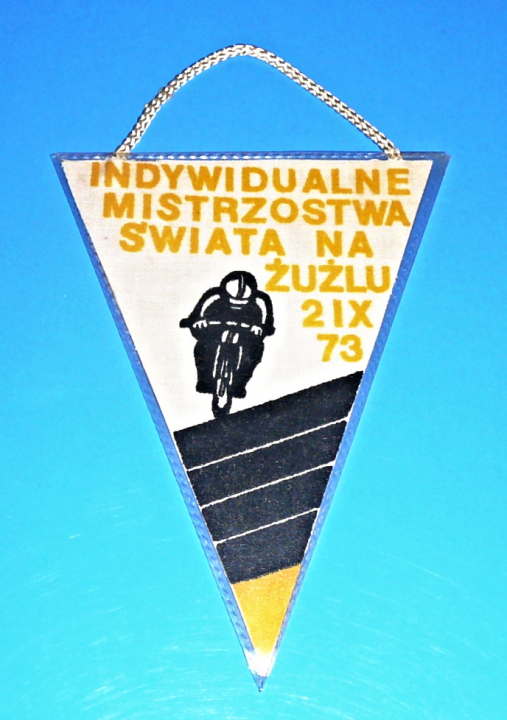 INDYWIDUALNE
MISTRZOSTWA
ŚWIATA NA
ŻUŻLU
2 IX
73